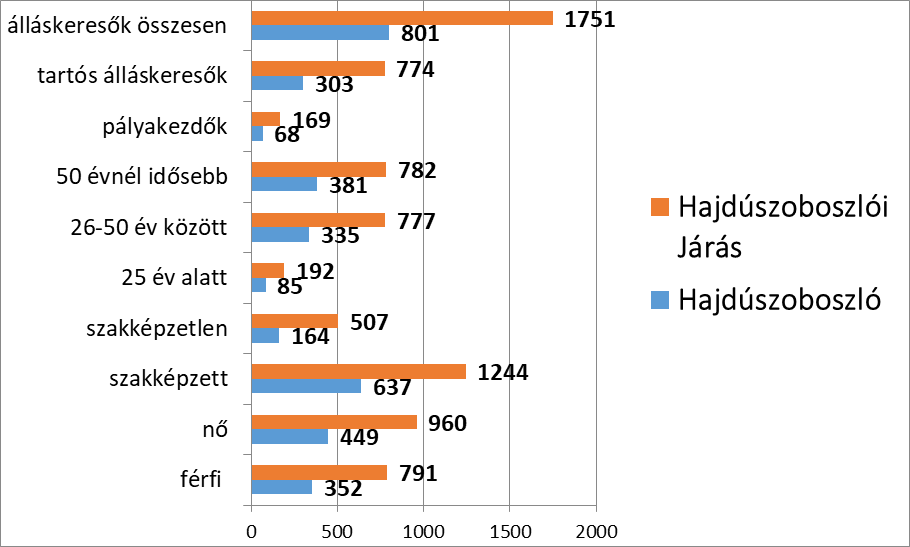 álláskeresők összesen
1751
801
tartós álláskeresők
774
303
pályakezdők
169
68
50 évnél idősebb
782
381
26-50 év között
777
335
25 év alatt
192
85
szakképzetlen
507
164
szakképzett
1244
637
nő
960
449
férfi
791
352
0 500 1000 1500 2000
Hajdúszoboszlói
Járás
Hajdúszoboszló